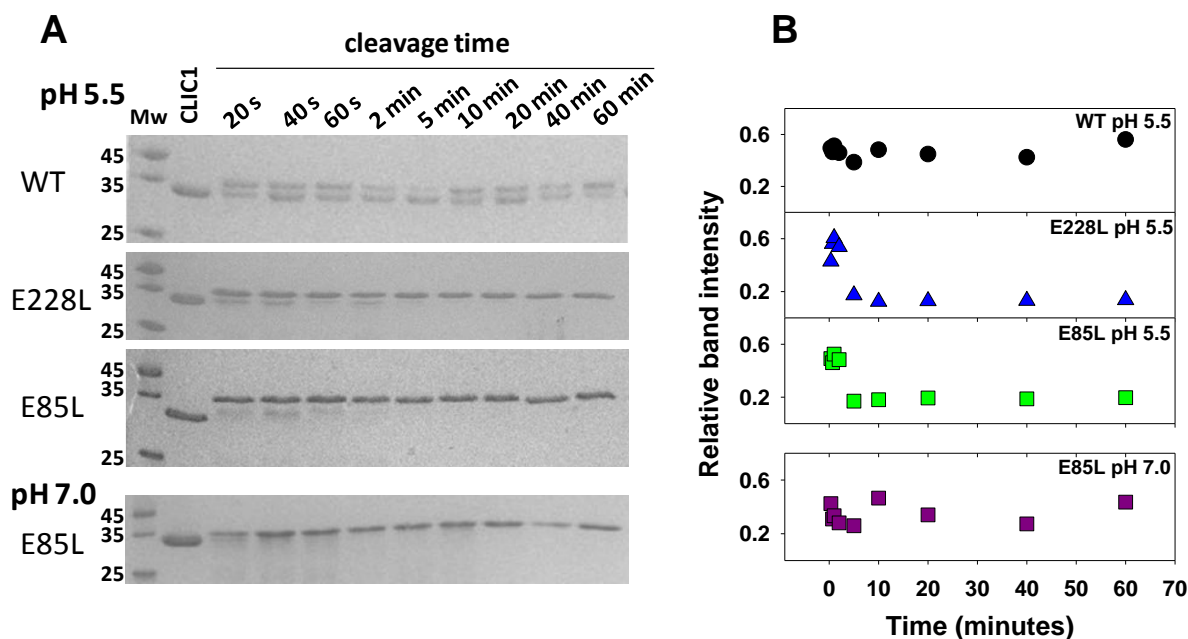 A
cleavage time
pH 5.5
Mw
CLIC1
20 s
40 s
60 s
2 min
5 min
10 min
20 min
40 min
60 min
WT
45
35
25
E228L
45
35
25
E85L
45
35
25
pH 7.0
E85L
45
35
25
B
Relative band intensity
WT pH 5.5
0.6
0.2
E228L pH 5.5
0.6
0.2
E85L pH 5.5
0.6
0.2
E85L pH 7.0
0.6
0.2
0 10 20 30 40 50 60 70
Time (minutes)